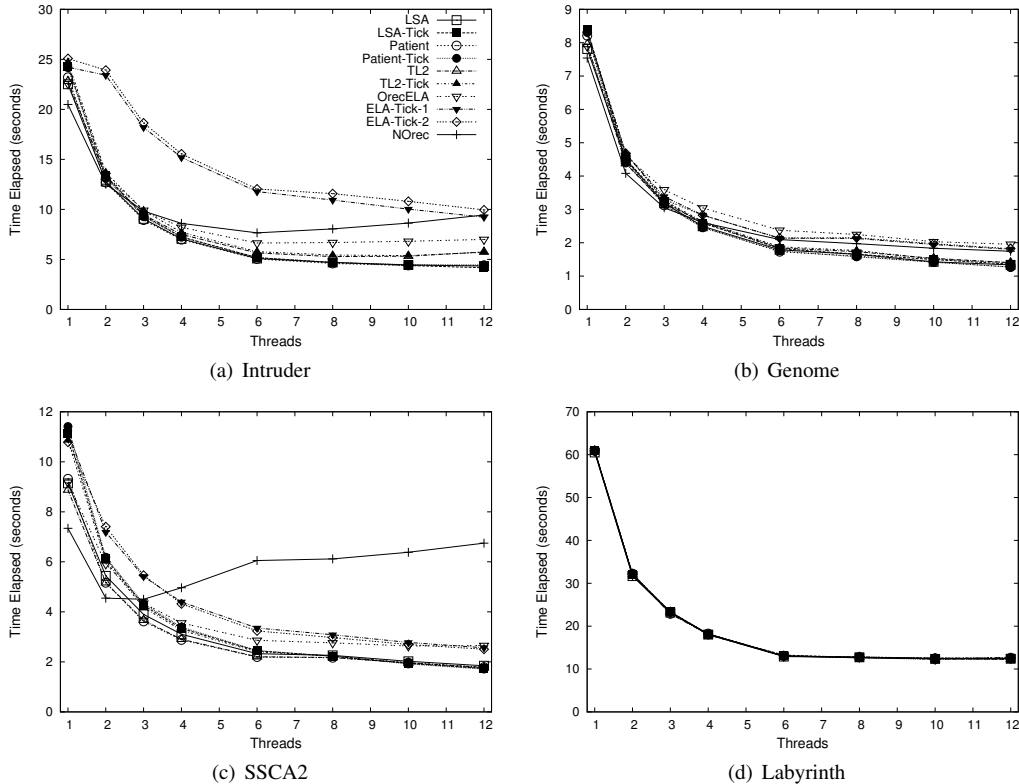 LSA
LSA-Tick
Patient
Patient-Tick
TL2
TL2-Tick
OrecELA
ELA-Tick-1
ELA-Tick-2
NOrec
Time Elapsed (seconds)
30
25
20
15
10
5
0
1 2 3 4 5 6 7 8 9 10 11 12
Threads
(a) Intruder
Time Elapsed (seconds)
9
8
7
6
5
4
3
2
1
0
1 2 3 4 5 6 7 8 9 10 11 12
Threads
(b) Genome
Time Elapsed (seconds)
12
10
8
6
4
2
0
1 2 3 4 5 6 7 8 9 10 11 12
Threads
(c) SSCA2
Time Elapsed (seconds)
70
60
50
40
30
20
10
0
1 2 3 4 5 6 7 8 9 10 11 12
Threads
(d) Labyrinth